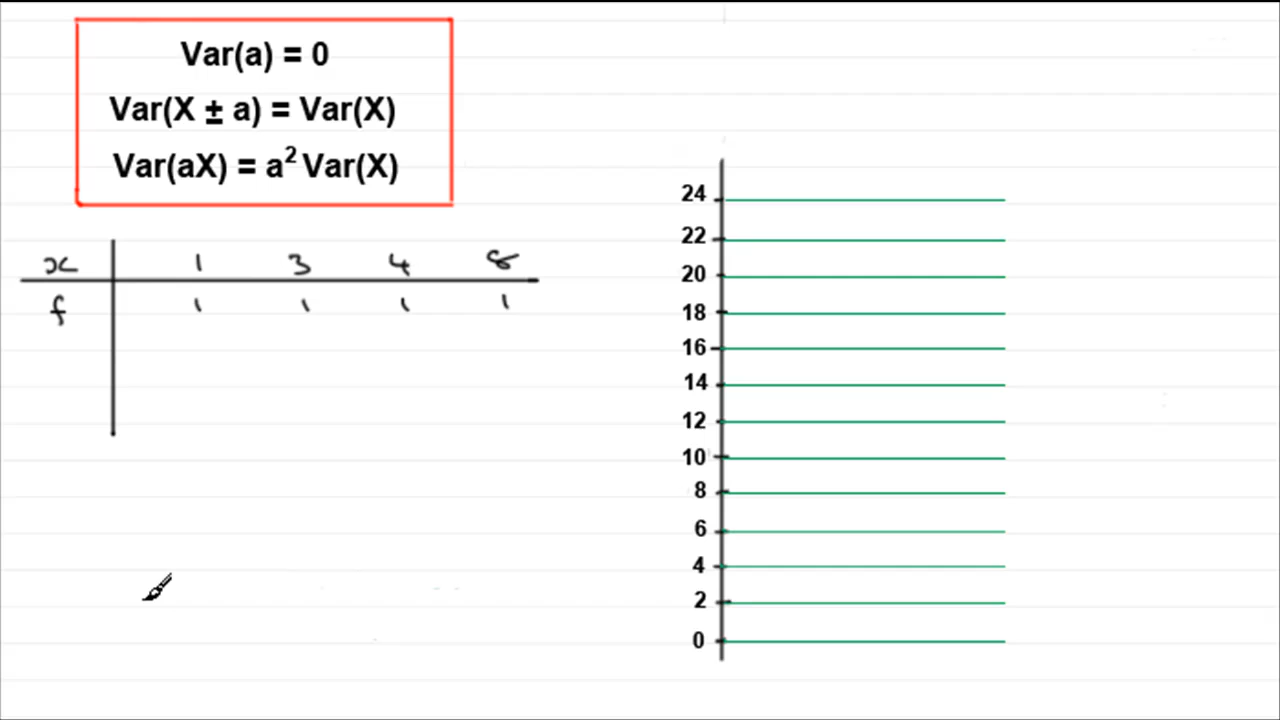 Var(a) = 0
Var(X ± a) = Var(X)
Var(aX) = a² Var(X)
x 1 3 4 8
f 1 1 1 1
24
22
20
18
16
14
12
10
8
6
4
2
0